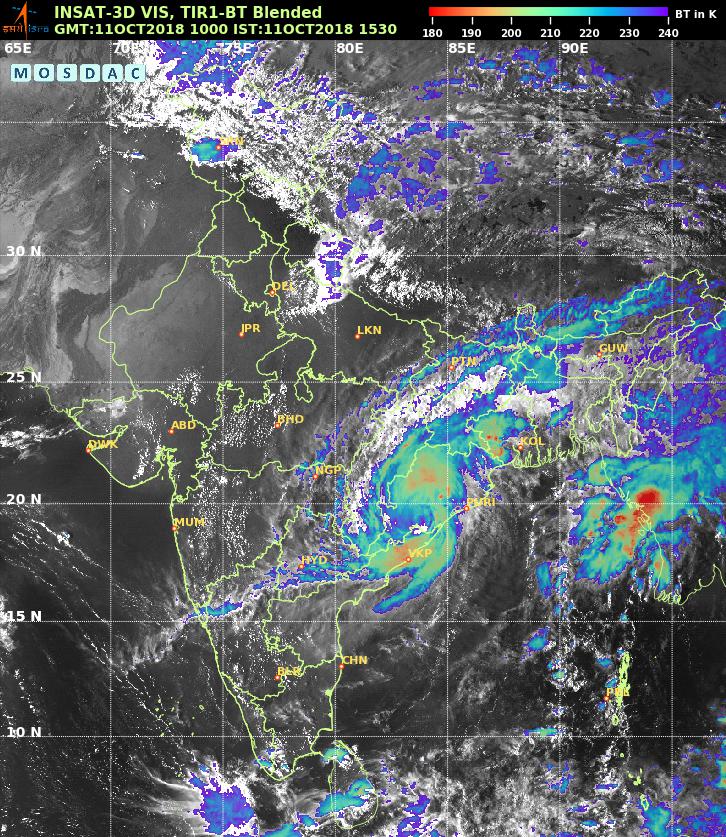 INSAT-3D VIS, TIR1-BT Blended
GMT:11OCT2018 1000 IST:11OCT2018 1530
BT in K
180 190 200 210 220 230 240
65E 70E 75E 80E 85E 90E
MOSDAC
30 N
DEL
JPR
LKN
GUW
PTN
25 N
BHD
ABD
KOL
DWK
NGP
20 N
PURI
MUM
VKP
HYD
15 N
CHN
BLR
10 N